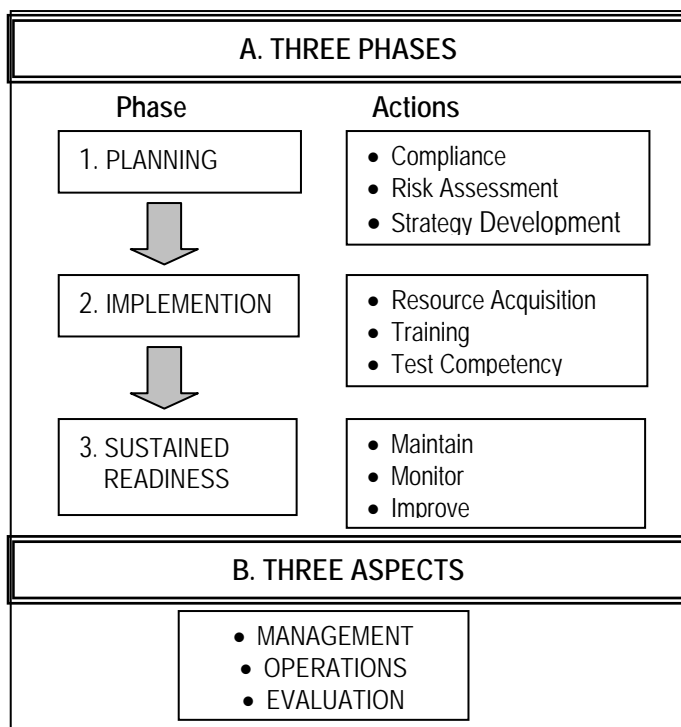 A. THREE PHASES
Phase Actions
1. PLANNING
• Compliance
• Risk Assessment
• Strategy Development
2. IMPLEMENTION
• Resource Acquisition
• Training
• Test Competency
3. SUSTAINED
READINESS
• Maintain
• Monitor
• Improve
B. THREE ASPECTS
• MANAGEMENT
• OPERATIONS
• EVALUATION